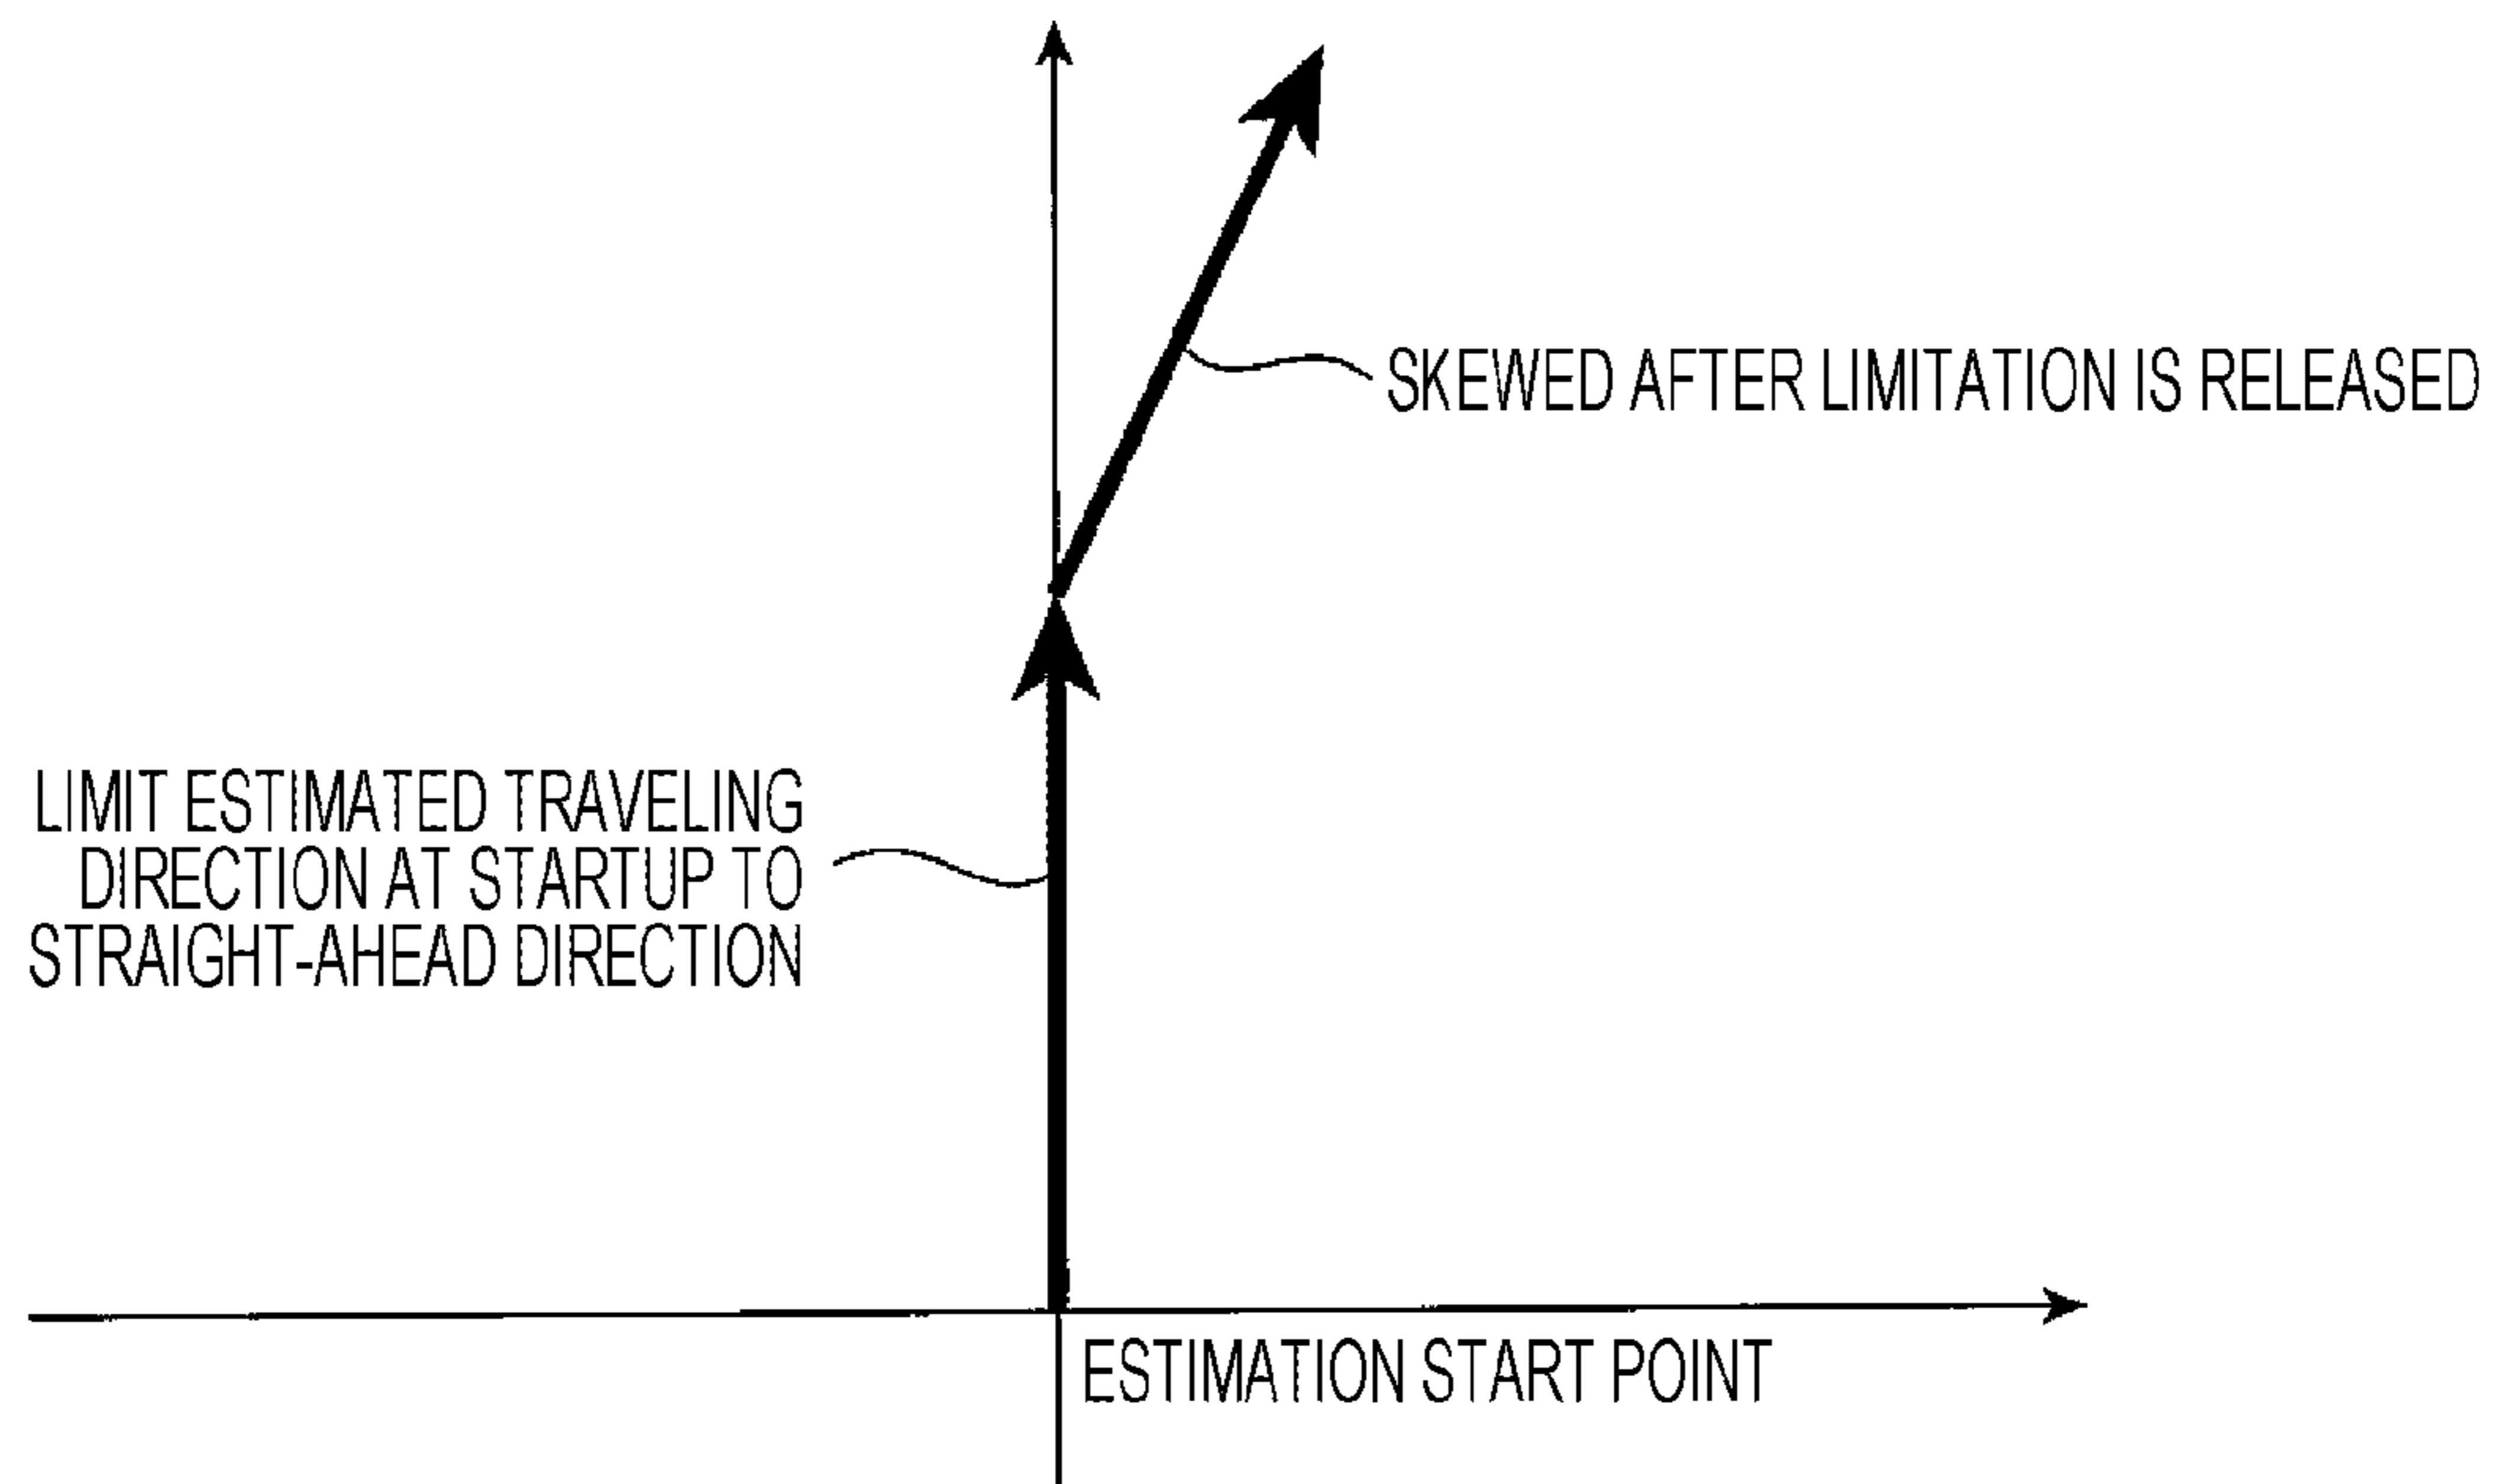 SKEWED AFTER LIMITATION IS RELEASED
LIMIT ESTIMATED TRAVELING
DIRECTION AT STARTUP TO
STRAIGHT-AHEAD DIRECTION
ESTIMATION START POINT